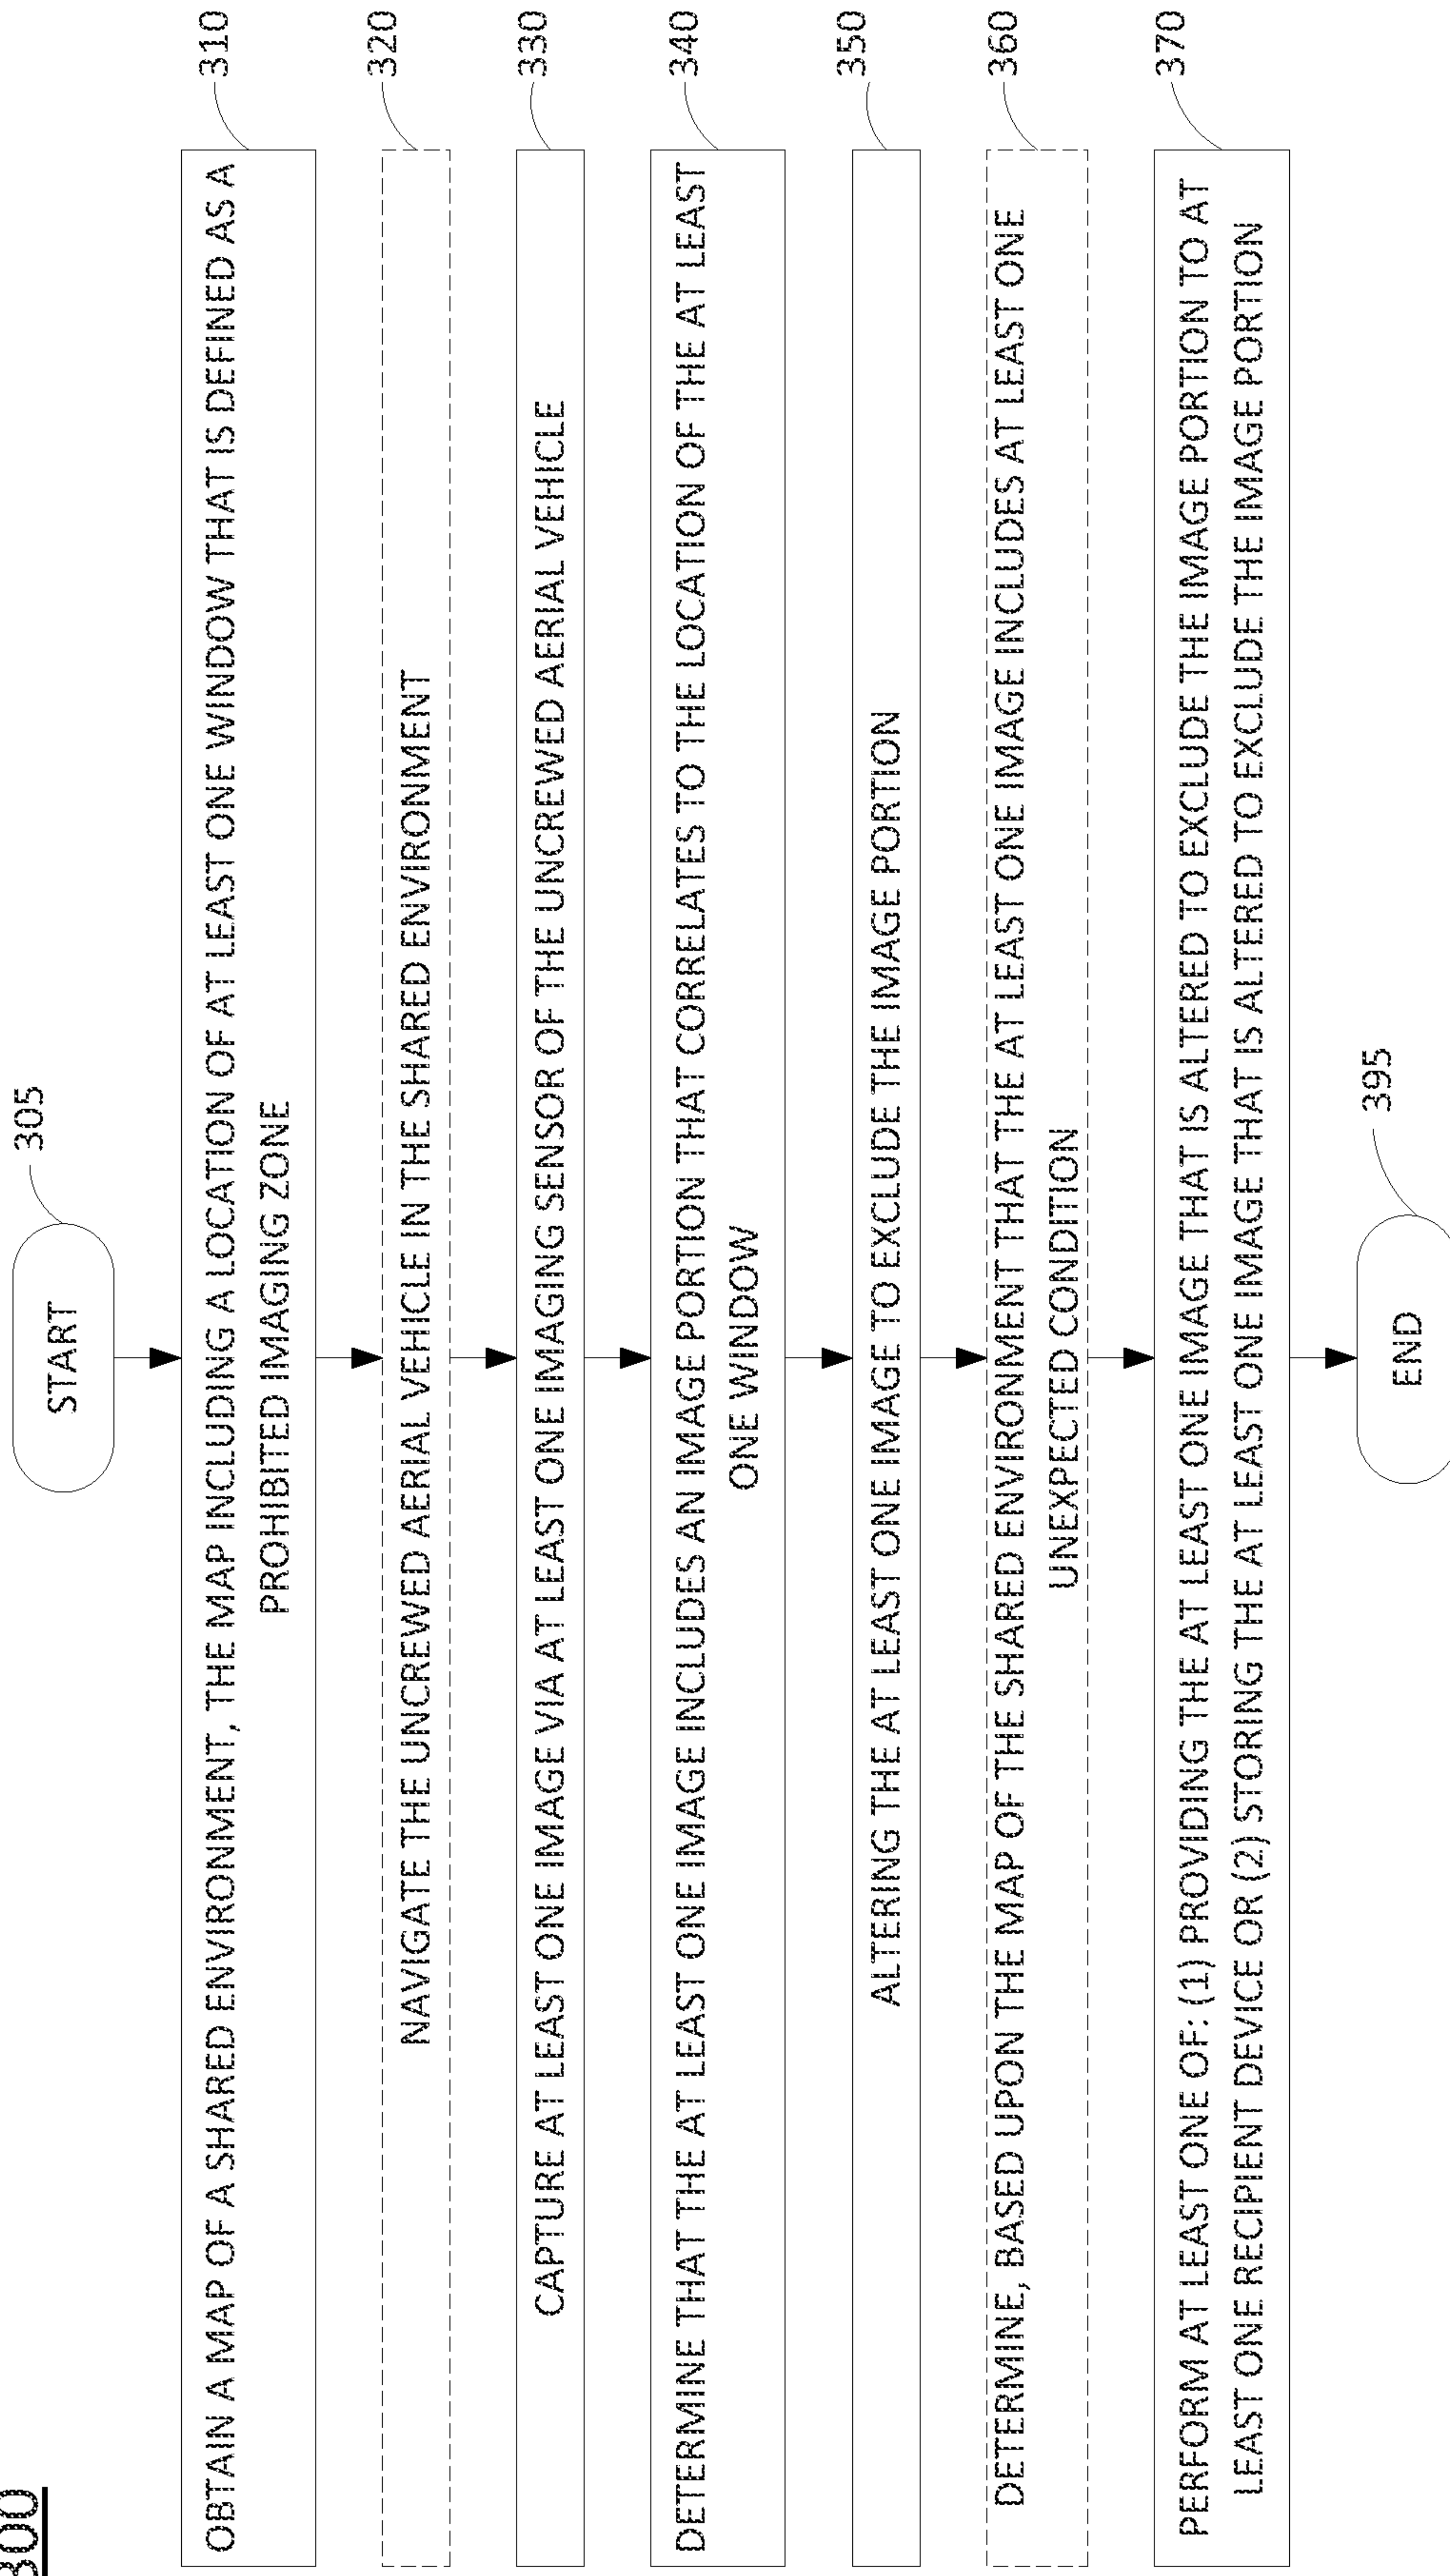 300
START
305
OBTAIN A MAP OF A SHARED ENVIRONMENT, THE MAP INCLUDING A LOCATION OF AT LEAST ONE WINDOW THAT IS DEFINED AS A
PROHIBITED IMAGING ZONE
310
NAVIGATE THE UNCREWED AERIAL VEHICLE IN THE SHARED ENVIRONMENT
320
CAPTURE AT LEAST ONE IMAGE VIA AT LEAST ONE IMAGING SENSOR OF THE UNCREWED AERIAL VEHICLE
330
DETERMINE THAT THE AT LEAST ONE IMAGE INCLUDES AN IMAGE PORTION THAT CORRELATES TO THE LOCATION OF THE AT LEAST
ONE WINDOW
340
ALTERING THE AT LEAST ONE IMAGE TO EXCLUDE THE IMAGE PORTION
350
DETERMINE, BASED UPON THE MAP OF THE SHARED ENVIRONMENT THAT THE AT LEAST ONE IMAGE INCLUDES AT LEAST ONE
UNEXPECTED CONDITION
360
PERFORM AT LEAST ONE OF: (1) PROVIDING THE AT LEAST ONE IMAGE THAT IS ALTERED TO EXCLUDE THE IMAGE PORTION TO AT
LEAST ONE RECIPIENT DEVICE OR (2) STORING THE AT LEAST ONE IMAGE THAT IS ALTERED TO EXCLUDE THE IMAGE PORTION
370
END
395